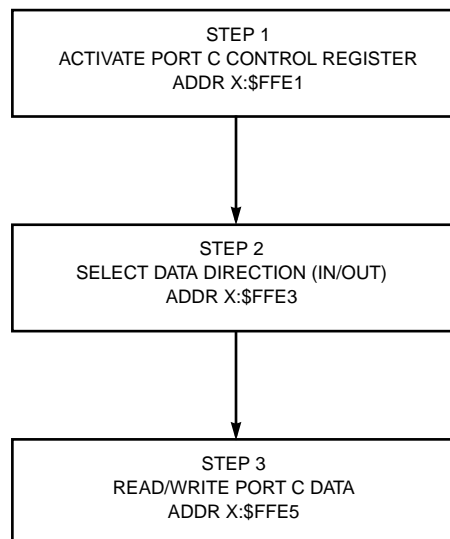 STEP 1
ACTIVATE PORT C CONTROL REGISTER
ADDR X:$FFE1
STEP 2
SELECT DATA DIRECTION (IN/OUT)
ADDR X:$FFE3
STEP 3
READ/WRITE PORT C DATA
ADDR X:$FFE5